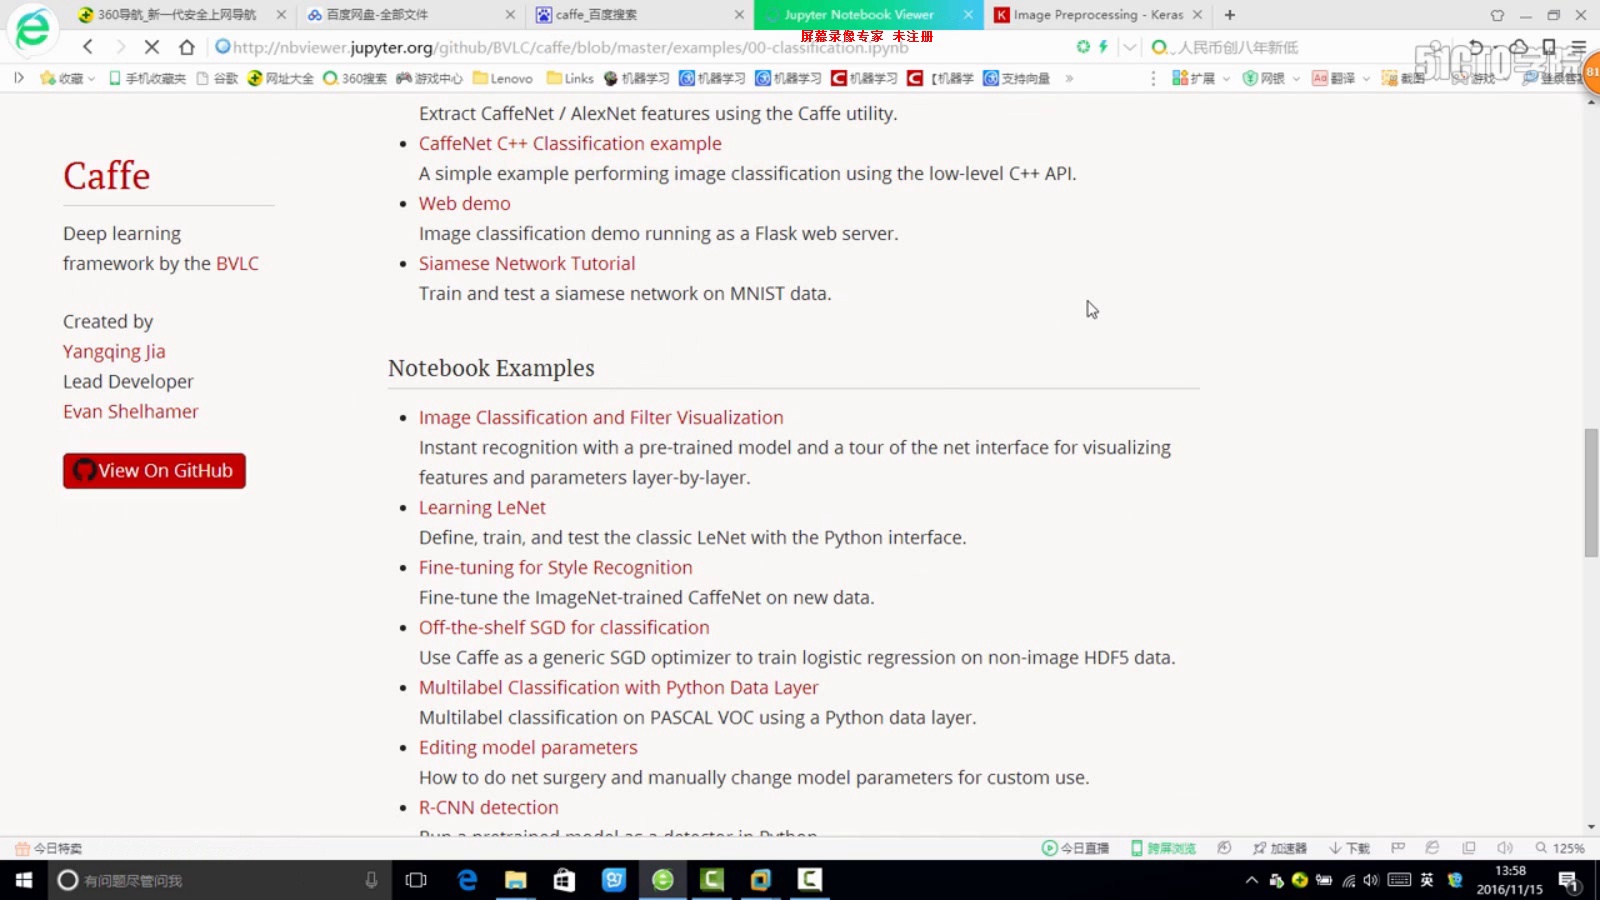 360导航_新一代安全上网导航
百度网盘-全部文件
caffe_百度搜索
Jupyter Notebook Viewer
Image Preprocessing - Keras
屏幕录像专家 未注册
http://nbviewer.jupyter.org/github/BVLC/caffe/blob/master/examples/00-classification.ipynb
人民币创八年新低
51CTO学院
81
收藏
手机收藏夹
谷歌
网址大全
360搜索
游戏中心
Lenovo
Links
机器学习
机器学习
机器学习
机器学习
【机器学
支持向量
扩展
网银
翻译
截图
游戏
Caffe
Deep learning
framework by the BVLC
Created by
Yangqing Jia
Lead Developer
Evan Shelhamer
View On GitHub
Extract CaffeNet / AlexNet features using the Caffe utility.
CaffeNet C++ Classification example
A simple example performing image classification using the low-level C++ API.
Web demo
Image classification demo running as a Flask web server.
Siamese Network Tutorial
Train and test a siamese network on MNIST data.
Notebook Examples
Image Classification and Filter Visualization
Instant recognition with a pre-trained model and a tour of the net interface for visualizing
features and parameters layer-by-layer.
Learning LeNet
Define, train, and test the classic LeNet with the Python interface.
Fine-tuning for Style Recognition
Fine-tune the ImageNet-trained CaffeNet on new data.
Off-the-shelf SGD for classification
Use Caffe as a generic SGD optimizer to train logistic regression on non-image HDF5 data.
Multilabel Classification with Python Data Layer
Multilabel classification on PASCAL VOC using a Python data layer.
Editing model parameters
How to do net surgery and manually change model parameters for custom use.
R-CNN detection
Run a pretrained model as a detector in Python.
今日特卖
今日直播
跨屏浏览
加速器
下载
125%
有问题尽管问我
英
13:58
2016/11/15
1